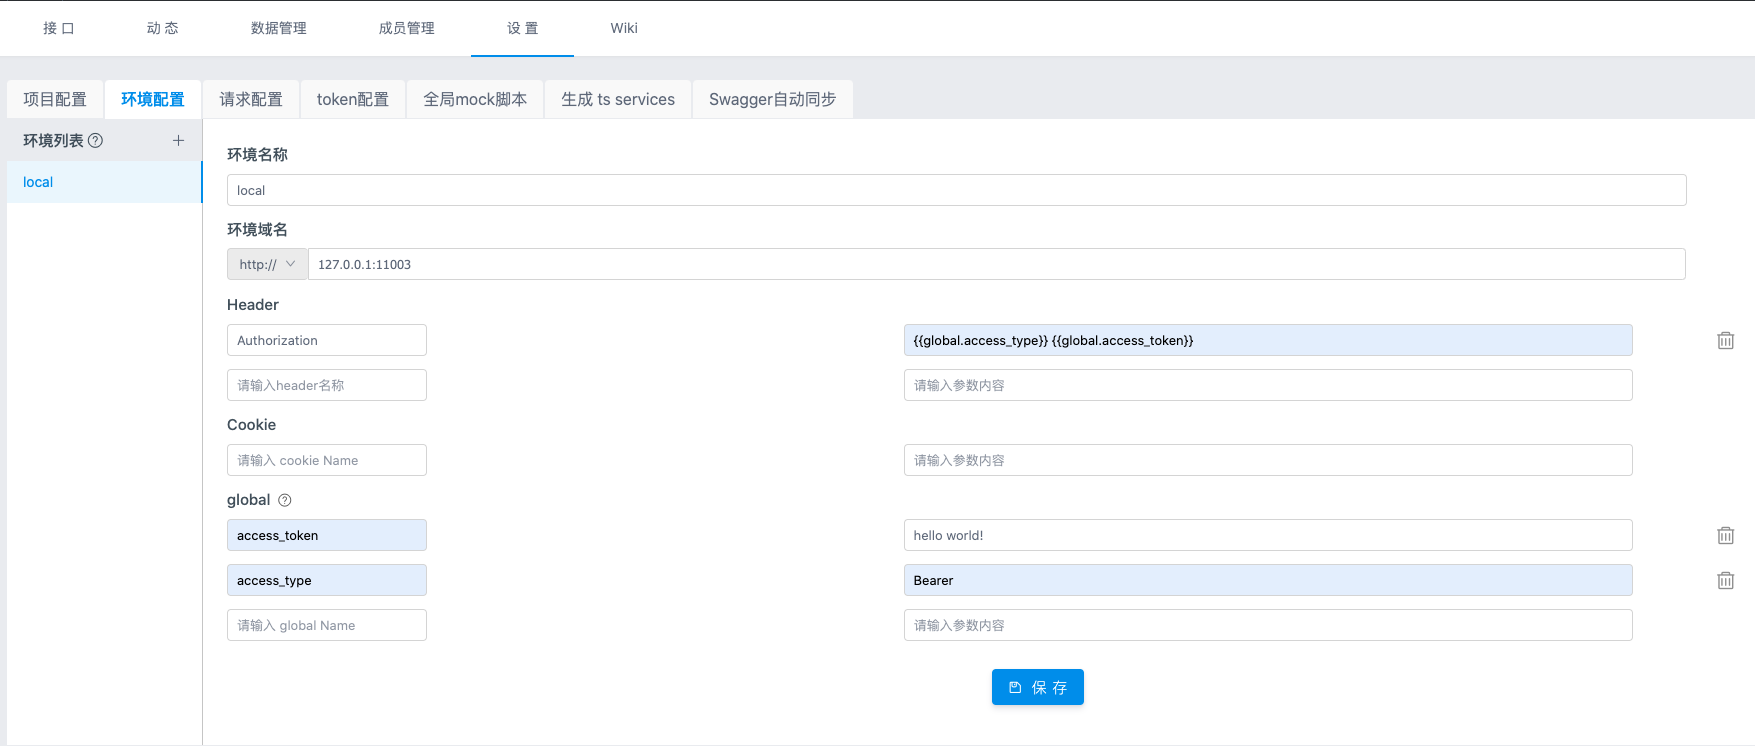 接 口 动 态 数据管理 成员管理 设 置 Wiki
项目配置 环境配置 请求配置 token配置 全局mock脚本 生成 ts services Swagger自动同步
环境列表
local
环境名称
local
环境域名
http:// 127.0.0.1:11003
Header
Authorization {{global.access_type}} {{global.access_token}}
请输入header名称 请输入参数内容
Cookie
请输入 cookie Name 请输入参数内容
global
access_token hello world!
access_type Bearer
请输入 global Name 请输入参数内容
保 存